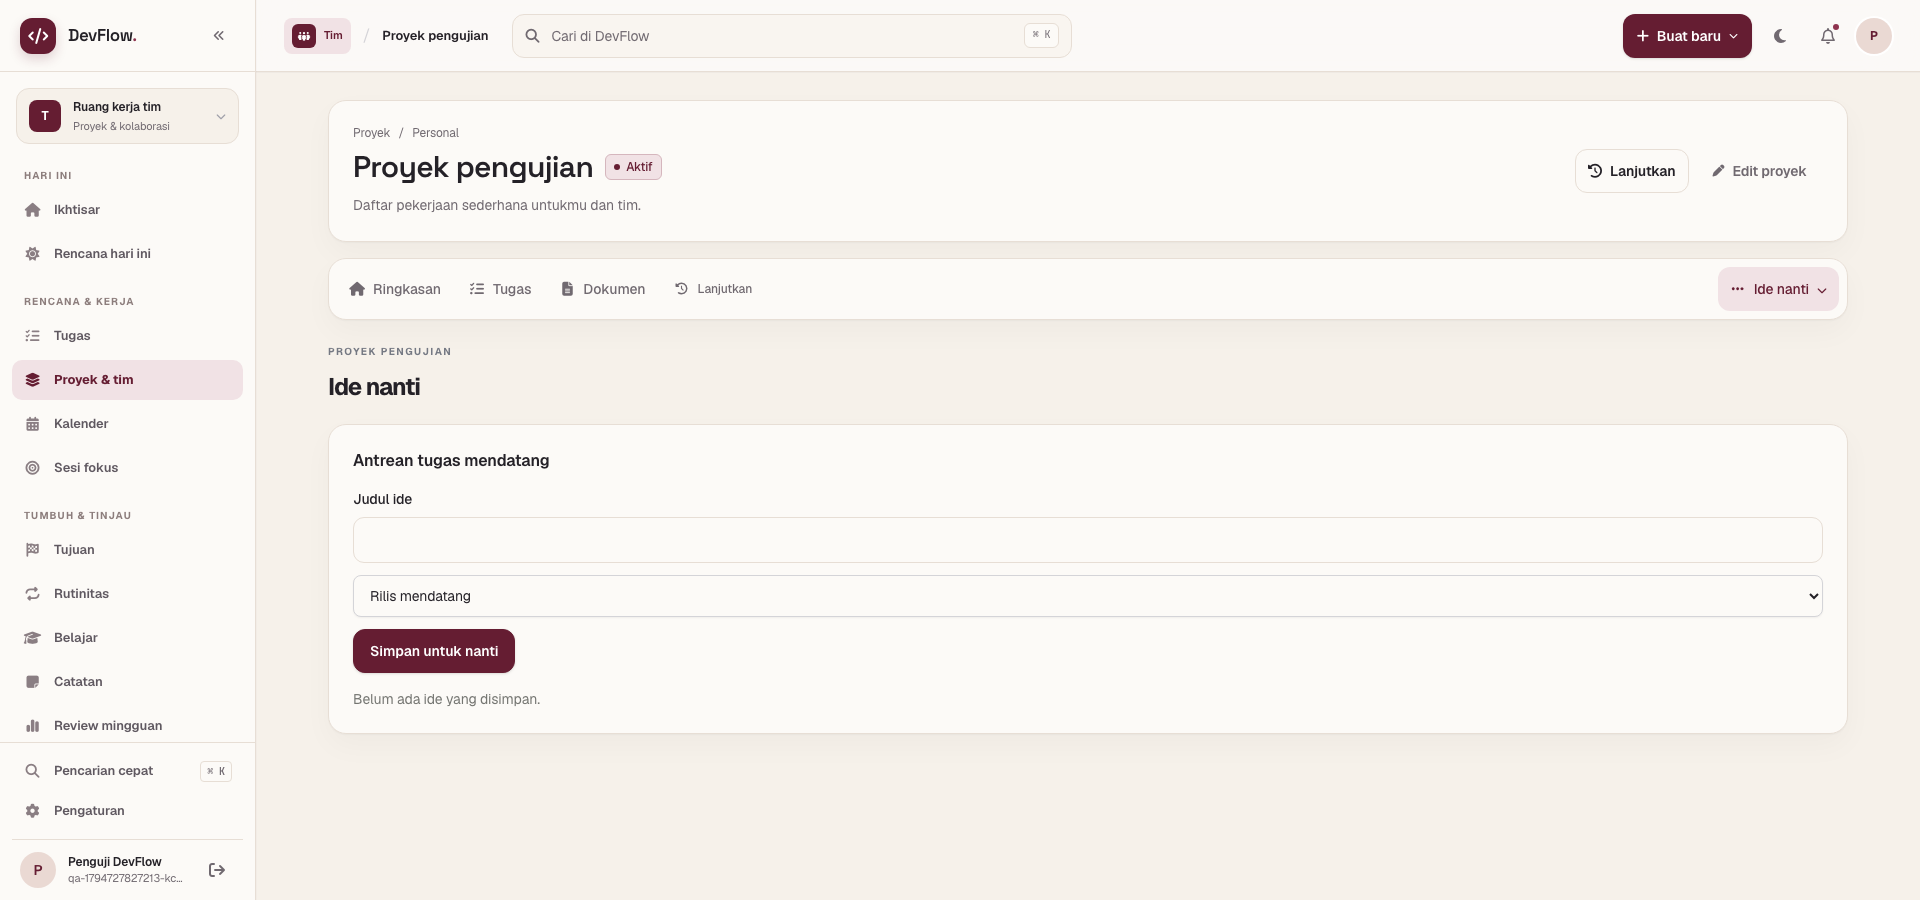 DevFlow.
Tim / Proyek pengujian
Cari di DevFlow
⌘ K
Buat baru
P
T
Ruang kerja tim
Proyek & kolaborasi
HARI INI
Ikhtisar
Rencana hari ini
RENCANA & KERJA
Tugas
Proyek & tim
Kalender
Sesi fokus
TUMBUH & TINJAU
Tujuan
Rutinitas
Belajar
Catatan
Review mingguan
Pencarian cepat
⌘ K
Pengaturan
P
Penguji DevFlow
qa-1794727827213-kc…
Proyek / Personal
Proyek pengujian
Aktif
Daftar pekerjaan sederhana untukmu dan tim.
Lanjutkan
Edit proyek
Ringkasan
Tugas
Dokumen
Lanjutkan
Ide nanti
PROYEK PENGUJIAN
Ide nanti
Antrean tugas mendatang
Judul ide
Rilis mendatang
Simpan untuk nanti
Belum ada ide yang disimpan.